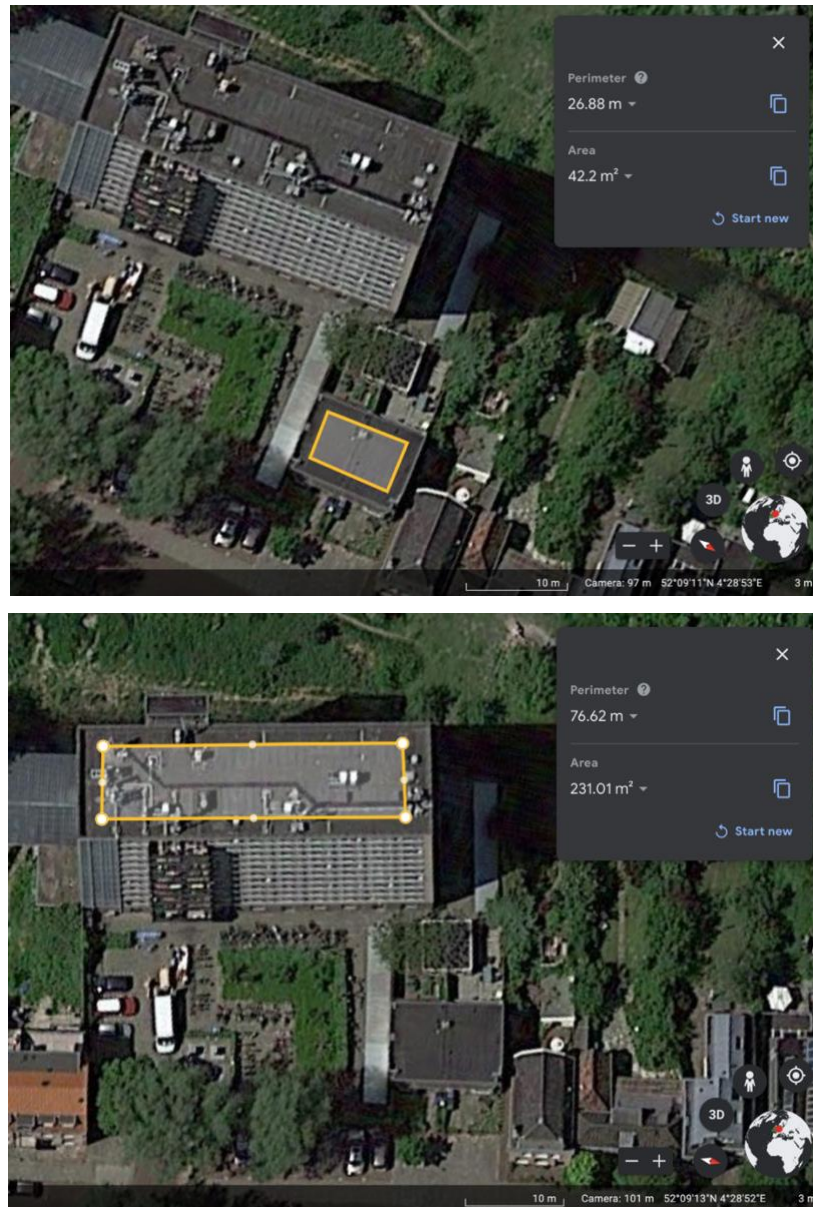 Perimeter
26.88 m
Area
42.2 m²
Start new
3D
10 m
Camera: 97 m 52°09'11"N 4°28'53"E 3 m
Perimeter
76.62 m
Area
231.01 m²
Start new
3D
10 m
Camera: 101 m 52°09'13"N 4°28'52"E 3 m